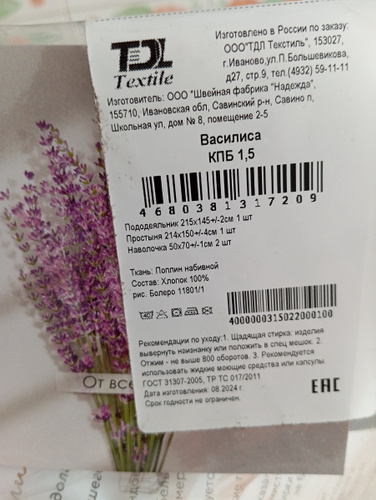 TDL
Textile
Изготовлено в России по заказу:
ООО"ТДЛ Текстиль", 153027,
г.Иваново,ул.П.Большевикова,
д27, стр.9, тел.(4932) 59-11-11
Изготовитель: ООО "Швейная фабрика "Надежда",
155710, Ивановская обл, Савинский р-н, Савино п,
Школьная ул, дом № 8, помещение 2-5
Василиса
КПБ 1,5
4680381317209
Пододеяльник 215х145+/-2см 1 шт
Простыня 214х150+/-4см 1 шт
Наволочка 50х70+/-1см 2 шт
Ткань: Поплин набивной
Состав: Хлопок 100%
рис. Болеро 11801/1
400000315022000100
Рекомендации по уходу:1. Щадящая стирка: изделия
вывернуть наизнанку или положить в спец мешок. 2.
Отжим - не выше 800 оборотов. 3. Рекомендуется
использовать жидкие моющие средства или капсулы.
ГОСТ 31307-2005, ТР ТС 017/2011
Дата изготовления: 08.2024 г.
Срок годности не ограничен.
EAC
От все